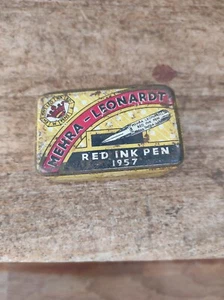 MEHRA - LEONARDT
RED INK PEN
1957